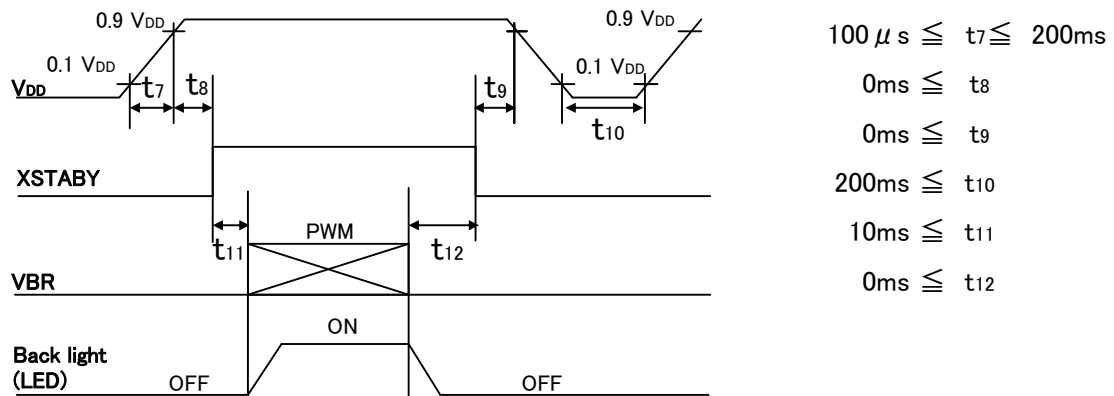 0.9 VDD
0.9 VDD
0.1 VDD
0.1 VDD
VDD
t7
t8
t9
t10
XSTABY
t11
PWM
t12
VBR
ON
Back light
(LED)
OFF
OFF
100 μs ≦ t7≦ 200ms
0ms ≦ t8
0ms ≦ t9
200ms ≦ t10
10ms ≦ t11
0ms ≦ t12